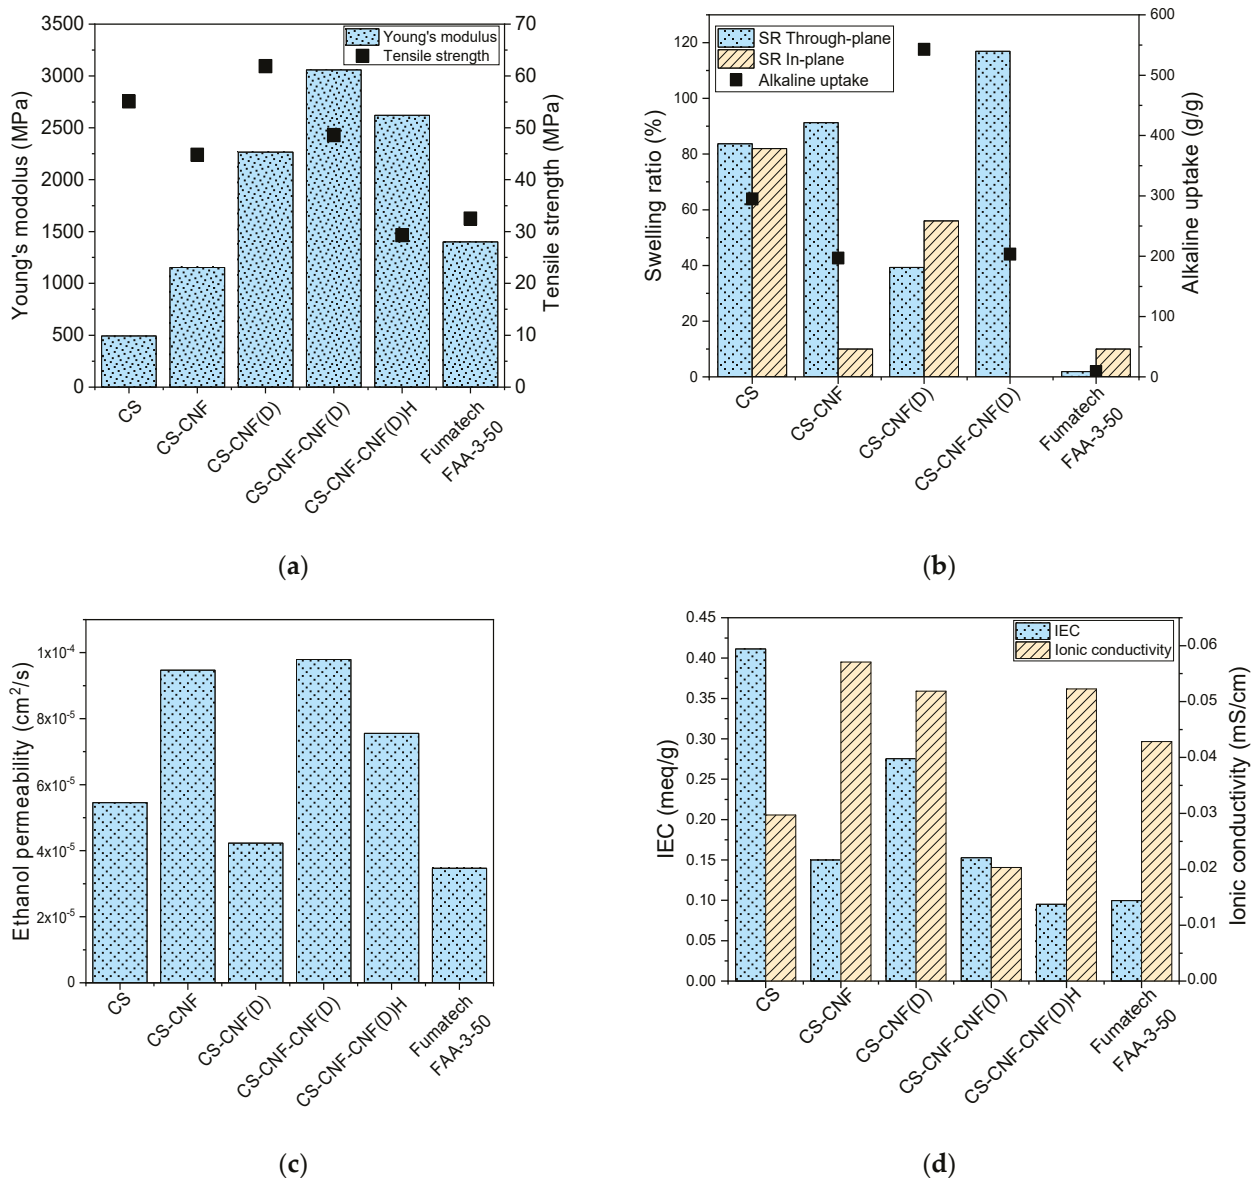 3500
3000
2500
2000
1500
1000
500
0
Young's modulus (MPa)
Young's modulus
Tensile strength
70
60
50
40
30
20
10
0
Tensile strength (MPa)
CS
CS-CNF
CS-CNF(D)
CS-CNF-CNF(D)
CS-CNF-CNF(D)H
Fumatech
FAA-3-50
(a)
120
100
80
60
40
20
0
Swelling ratio (%)
SR Through-plane
SR In-plane
Alkaline uptake
600
500
400
300
200
100
0
Alkaline uptake (g/g)
CS
CS-CNF
CS-CNF(D)
CS-CNF-CNF(D)
Fumatech
FAA-3-50
(b)
1x10⁻⁴
8x10⁻⁵
6x10⁻⁵
4x10⁻⁵
2x10⁻⁵
0
Ethanol permeability (cm²/s)
CS
CS-CNF
CS-CNF(D)
CS-CNF-CNF(D)
CS-CNF-CNF(D)H
Fumatech
FAA-3-50
(c)
0.45
0.40
0.35
0.30
0.25
0.20
0.15
0.10
0.05
0.00
IEC (meq/g)
IEC
Ionic conductivity
0.06
0.05
0.04
0.03
0.02
0.01
0.00
Ionic conductivity (mS/cm)
CS
CS-CNF
CS-CNF(D)
CS-CNF-CNF(D)
CS-CNF-CNF(D)H
Fumatech
FAA-3-50
(d)